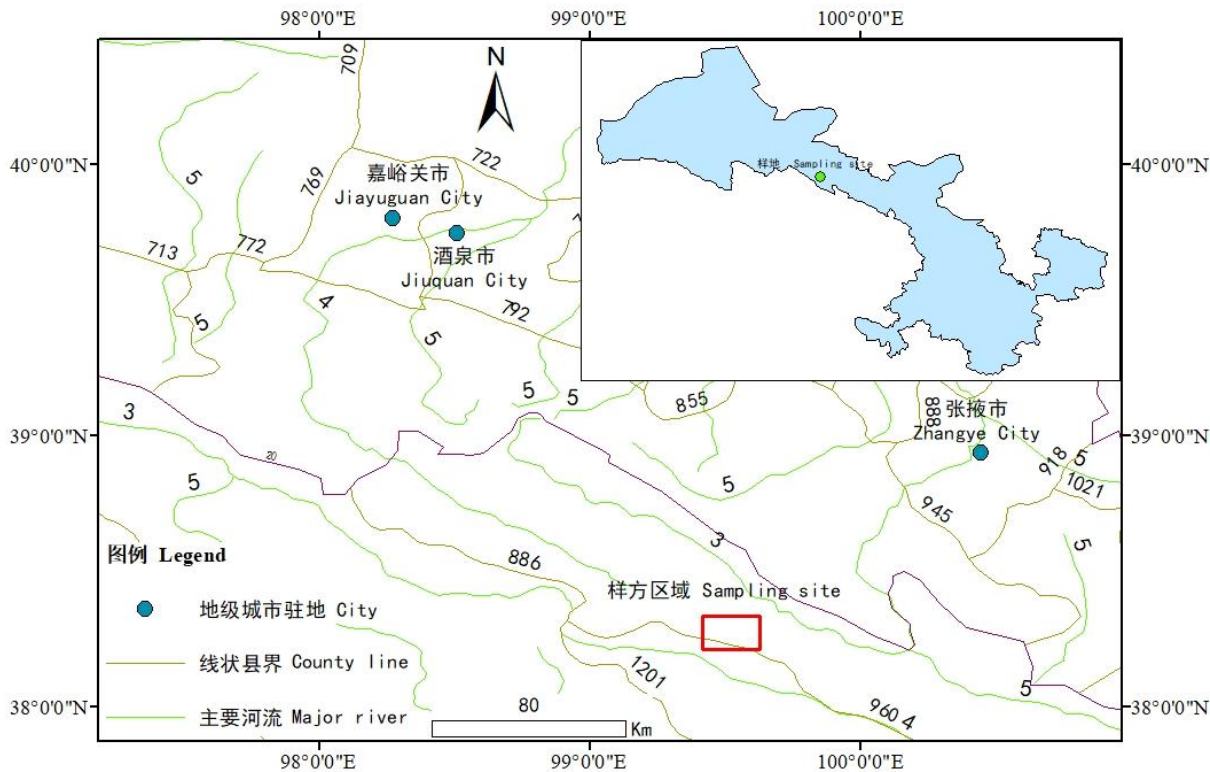 98°0'0"E
99°0'0"E
100°0'0"E
N
709
40°0'0"N
40°0'0"N
嘉峪关市
Jiayuguan City
722
769
5
样地 Sampling site
713
772
酒泉市
Jiuquan City
4
792
5
5
5
5
3
855
888
张掖市
Zhangye City
39°0'0"N
39°0'0"N
20
5
5
918
5
1021
945
3
5
图例 Legend
886
样方区域 Sampling site
地级城市驻地 City
线状县界 County line
1201
5
主要河流 Major river
80
Km
960
4
38°0'0"N
38°0'0"N
98°0'0"E
99°0'0"E
100°0'0"E